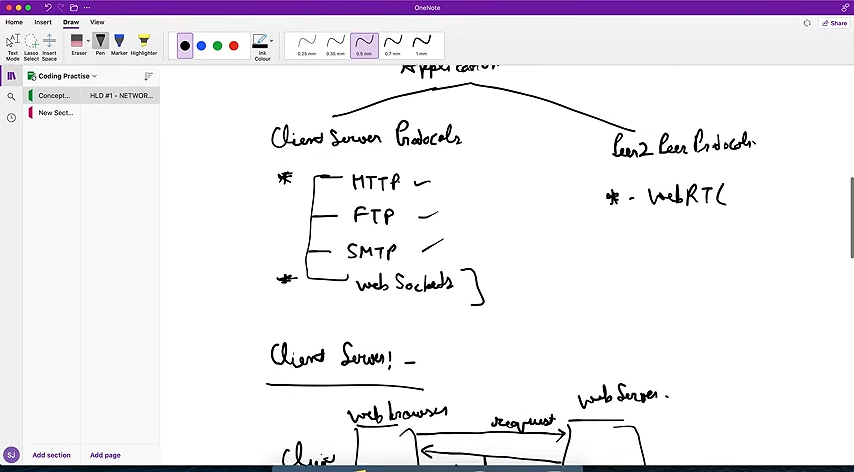 OneNote
Home Insert Draw View
Share
Text Mode
Lasso Select
Insert Space
Eraser
Pen
Marker
Highlighter
0.25 mm 0.35 mm 0.5 mm 0.7 mm 1 mm
Ink Colour
Coding Practise
Concept... HLD #1 - NETWOR...
New Sect...
Application
Client Server Protocols
Peer2 Peer Protocols
* HTTP ✓
FTP ✓
SMTP ✓
* web Sockets ]
* - webRTC
Client Server! -
web browser
request
web Server.
Client
SJ Add section Add page